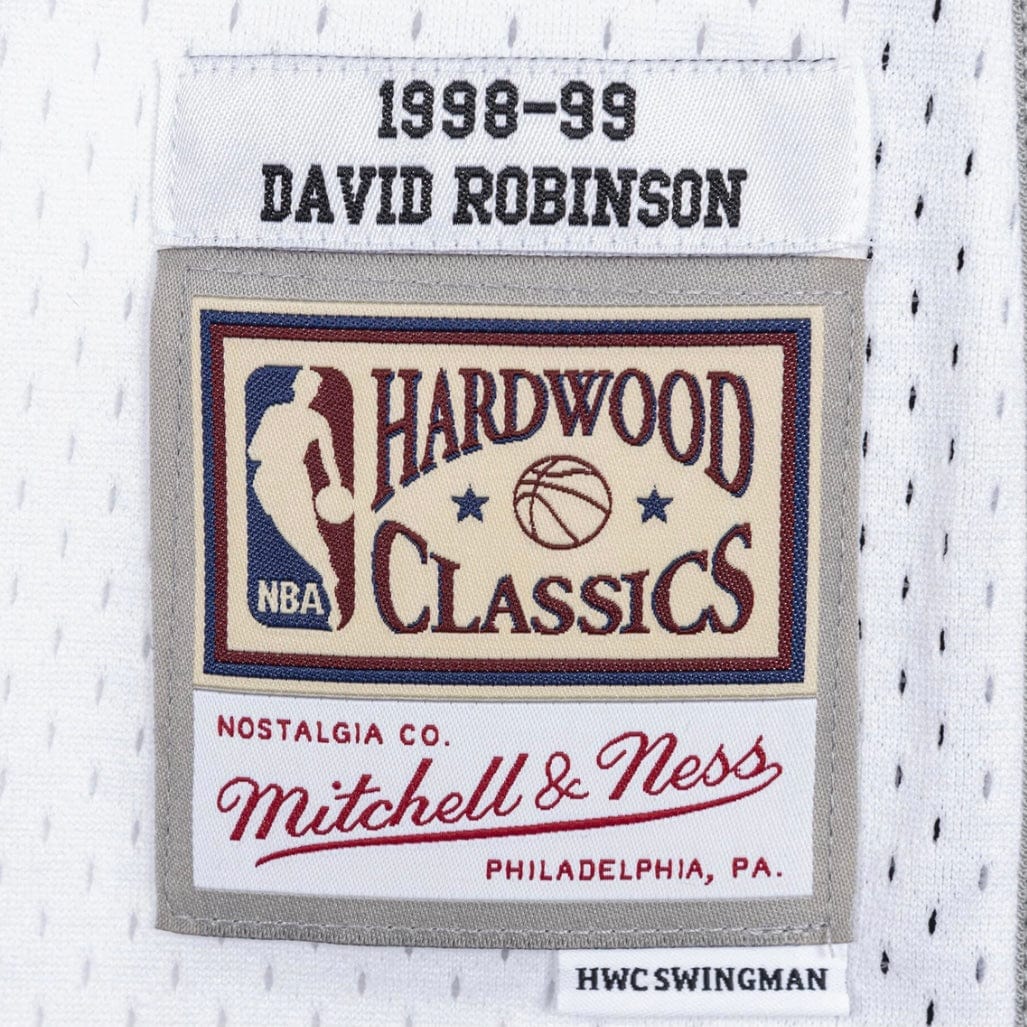 1998-99
DAVID ROBINSON
HARDWOOD
NBA
CLASSICS
NOSTALGIA CO.
Mitchell & Ness
PHILADELPHIA, PA.
HWC SWINGMAN